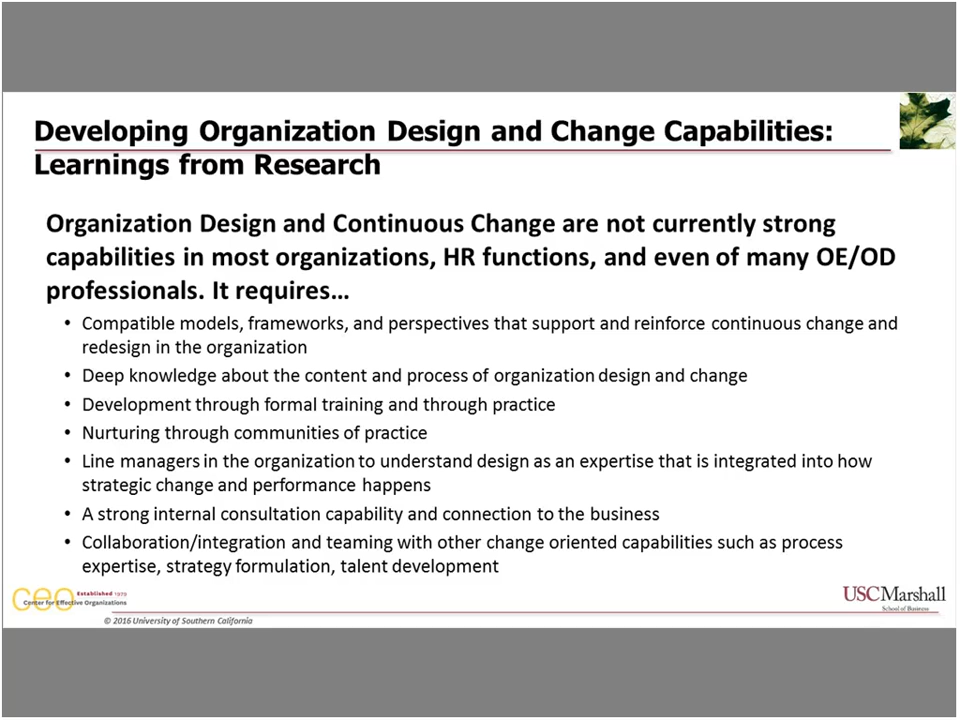 Developing Organization Design and Change Capabilities:
Learnings from Research
Organization Design and Continuous Change are not currently strong
capabilities in most organizations, HR functions, and even of many OE/OD
professionals. It requires…
• Compatible models, frameworks, and perspectives that support and reinforce continuous change and
redesign in the organization
• Deep knowledge about the content and process of organization design and change
• Development through formal training and through practice
• Nurturing through communities of practice
• Line managers in the organization to understand design as an expertise that is integrated into how
strategic change and performance happens
• A strong internal consultation capability and connection to the business
• Collaboration/integration and teaming with other change oriented capabilities such as process
expertise, strategy formulation, talent development
ceo Established 1979
Center for Effective Organizations
USC Marshall
School of Business
© 2016 University of Southern California